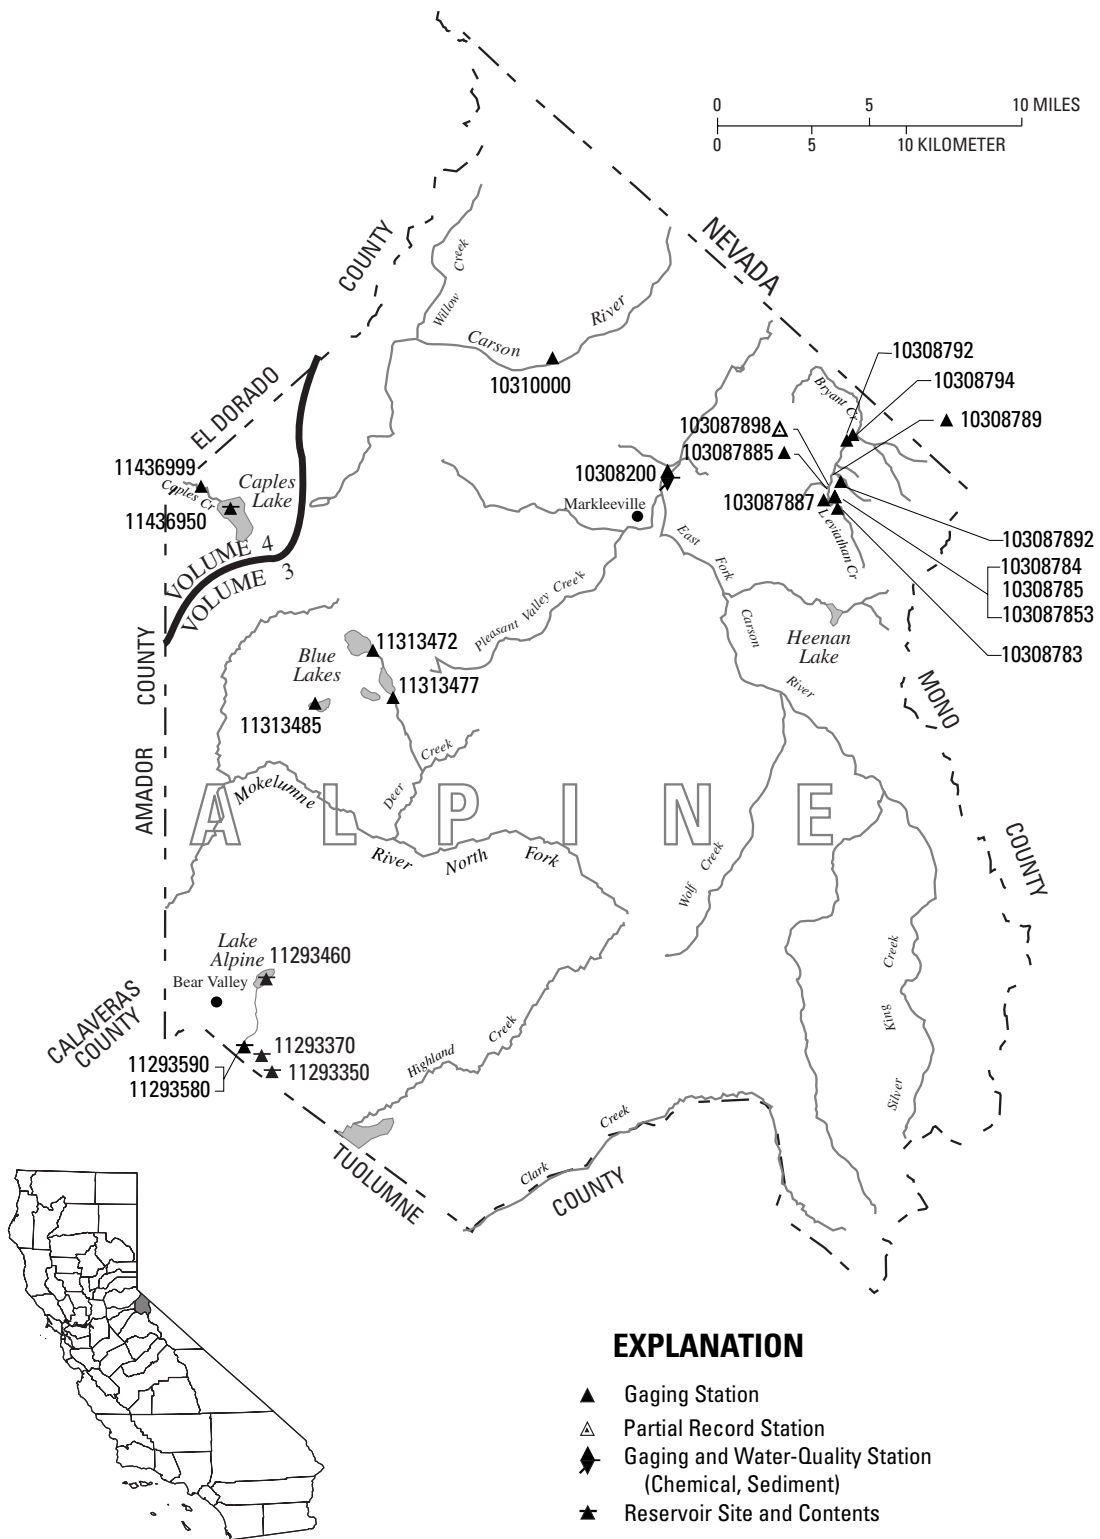 0 5 10 MILES
0 5 10 KILOMETER
NEVADA
COUNTY
EL DORADO
Willow Creek
Carson River
10310000
10308792
10308794
10308789
Bryant Cr
103087898
103087885
10308200
Markleeville
103087887
Leviathan Cr
103087892
10308784
10308785
103087853
10308783
11436999
Caples Cr
Caples Lake
11436950
VOLUME 4
VOLUME 3
East Fork Carson River
Pleasant Valley Creek
Heenan Lake
MONO
COUNTY
AMADOR COUNTY
Blue Lakes
11313472
11313477
11313485
Deer Creek
ALPINE
Mokelumne River North Fork
Wolf Creek
Silver King Creek
Lake Alpine
11293460
Bear Valley
CALAVERAS
COUNTY
11293590
11293580
11293370
11293350
Highland Creek
TUOLUMNE
COUNTY
Clark Creek
EXPLANATION
Gaging Station
Partial Record Station
Gaging and Water-Quality Station
(Chemical, Sediment)
Reservoir Site and Contents